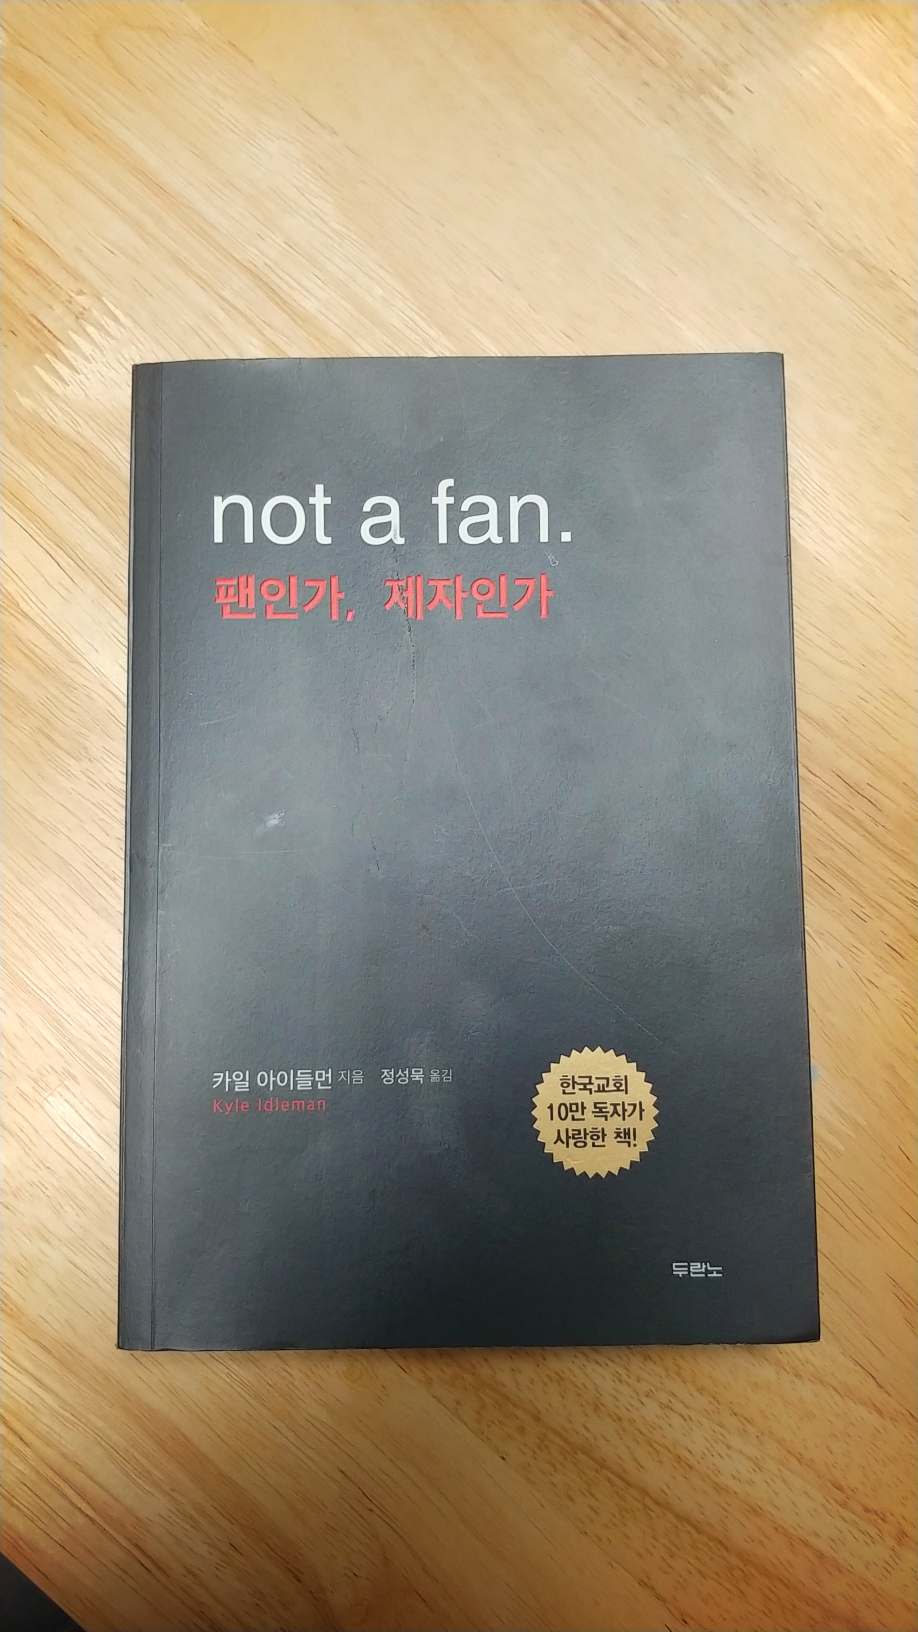 not a fan.
팬인가, 제자인가
카일 아이들먼 지음 정성묵 옮김
Kyle Idleman
한국교회
10만 독자가
사랑한 책!
두란노